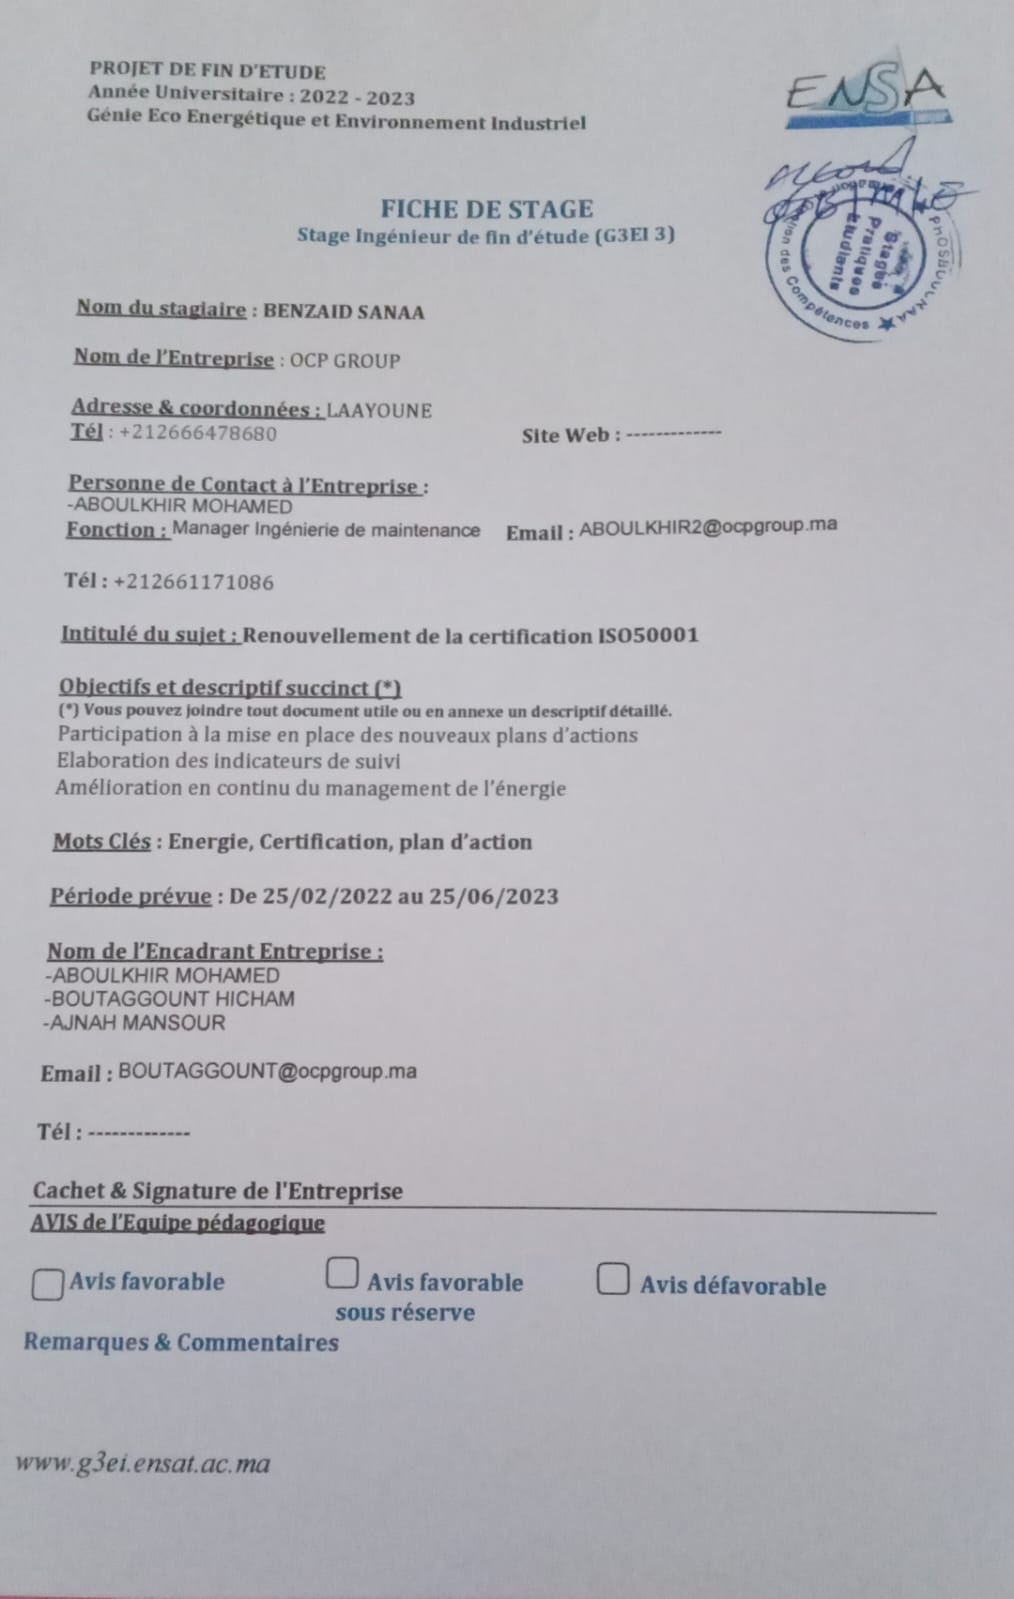 PROJET DE FIN D'ETUDE
Année Universitaire : 2022 - 2023
Génie Eco Energétique et Environnement Industriel
ENSA
Accord
Stages
Pratiques
Etudiants
Gestion des Compétences
PHOSBOUCRAA
FICHE DE STAGE
Stage Ingénieur de fin d'étude (G3EI 3)
Nom du stagiaire : BENZAID SANAA
Nom de l'Entreprise : OCP GROUP
Adresse & coordonnées : LAAYOUNE
Tél : +212666478680 Site Web : -------------
Personne de Contact à l'Entreprise :
-ABOULKHIR MOHAMED
Fonction : Manager Ingénierie de maintenance Email : ABOULKHIR2@ocpgroup.ma
Tél : +212661171086
Intitulé du sujet : Renouvellement de la certification ISO50001
Objectifs et descriptif succinct (*)
(*) Vous pouvez joindre tout document utile ou en annexe un descriptif détaillé.
Participation à la mise en place des nouveaux plans d'actions
Elaboration des indicateurs de suivi
Amélioration en continu du management de l'énergie
Mots Clés : Energie, Certification, plan d'action
Période prévue : De 25/02/2022 au 25/06/2023
Nom de l'Encadrant Entreprise :
-ABOULKHIR MOHAMED
-BOUTAGGOUNT HICHAM
-AJNAH MANSOUR
Email : BOUTAGGOUNT@ocpgroup.ma
Tél : -------------
Cachet & Signature de l'Entreprise
AVIS de l'Equipe pédagogique
Avis favorable Avis favorable Avis défavorable
sous réserve
Remarques & Commentaires
www.g3ei.ensat.ac.ma